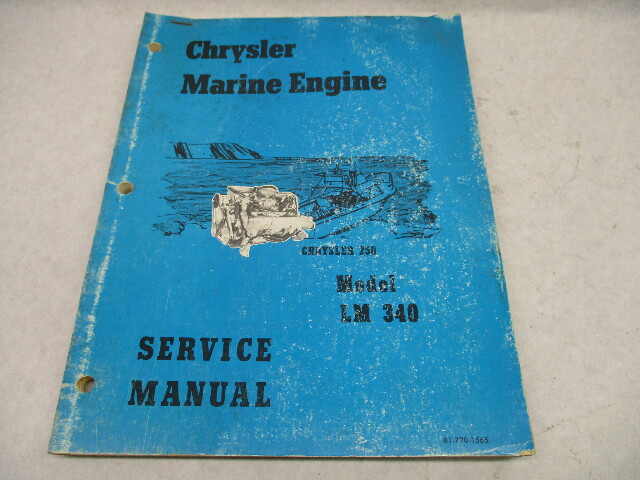 Chrysler
Marine Engine
CHRYSLER 250
Model
LM 340
SERVICE
MANUAL
81-770-1565